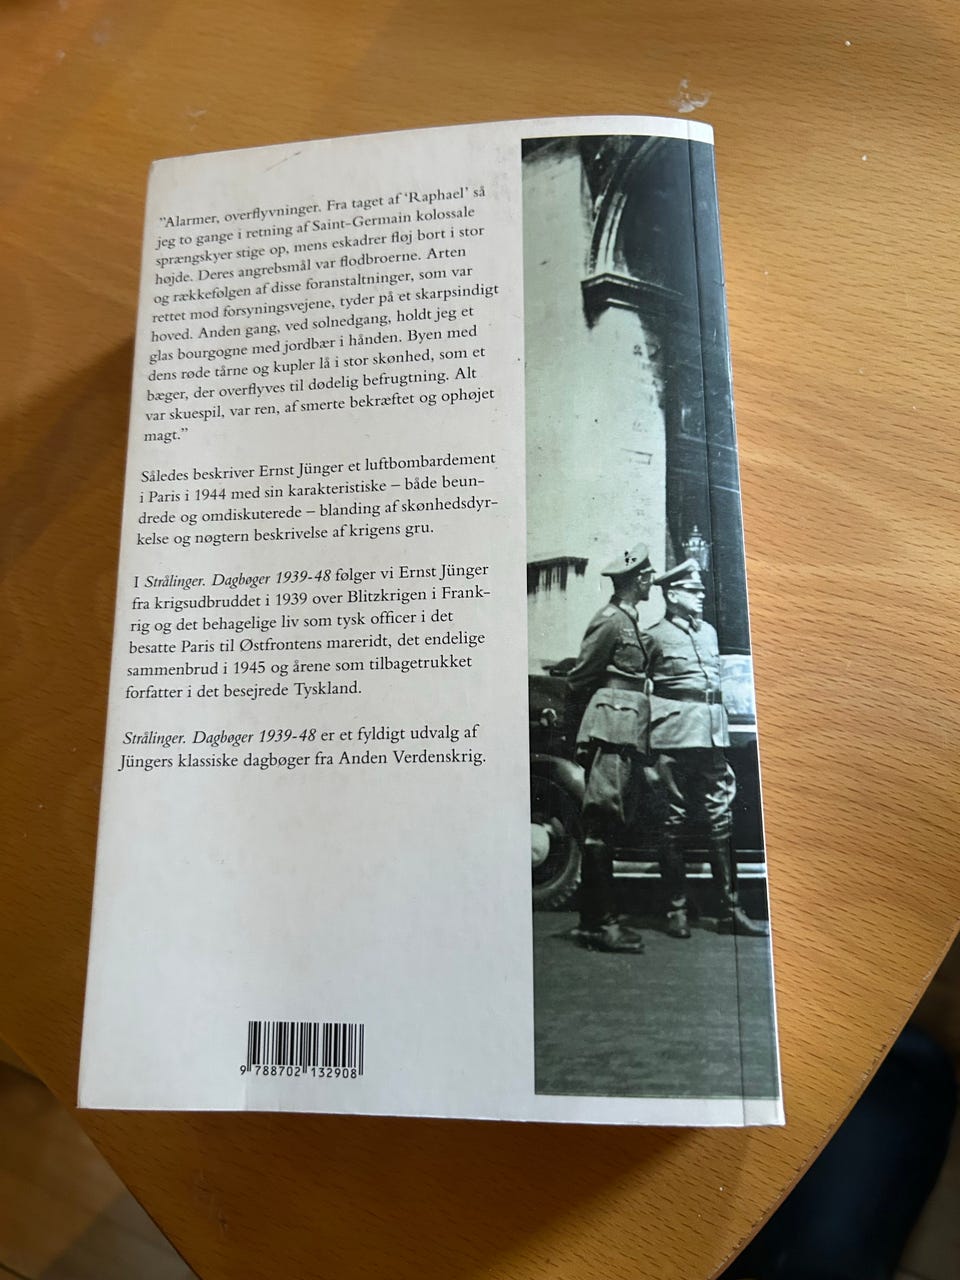 ”Alarmer, overflyvninger. Fra taget af ‘Raphael’ så
jeg to gange i retning af Saint-Germain kolossale
sprængskyer stige op, mens eskadrer fløj bort i stor
højde. Deres angrebsmål var flodbroerne. Arten
og rækkefølgen af disse foranstaltninger, som var
rettet mod forsyningsvejene, tyder på et skarpsindigt
hoved. Anden gang, ved solnedgang, holdt jeg et
glas bourgogne med jordbær i hånden. Byen med
dens røde tårne og kupler lå i stor skønhed, som et
bæger, der overflyves til dødelig befrugtning. Alt
var skuespil, var ren, af smerte bekræftet og ophøjet
magt.”
Således beskriver Ernst Jünger et luftbombardement
i Paris i 1944 med sin karakteristiske – både beun-
drede og omdiskuterede – blanding af skønhedsdyr-
kelse og nøgtern beskrivelse af krigens gru.
I Strålinger. Dagbøger 1939-48 følger vi Ernst Jünger
fra krigsudbruddet i 1939 over Blitzkrigen i Frank-
rig og det behagelige liv som tysk officer i det
besatte Paris til Østfrontens mareridt, det endelige
sammenbrud i 1945 og årene som tilbagetrukket
forfatter i det besejrede Tyskland.
Strålinger. Dagbøger 1939-48 er et fyldigt udvalg af
Jüngers klassiske dagbøger fra Anden Verdenskrig.
9 788702 132908